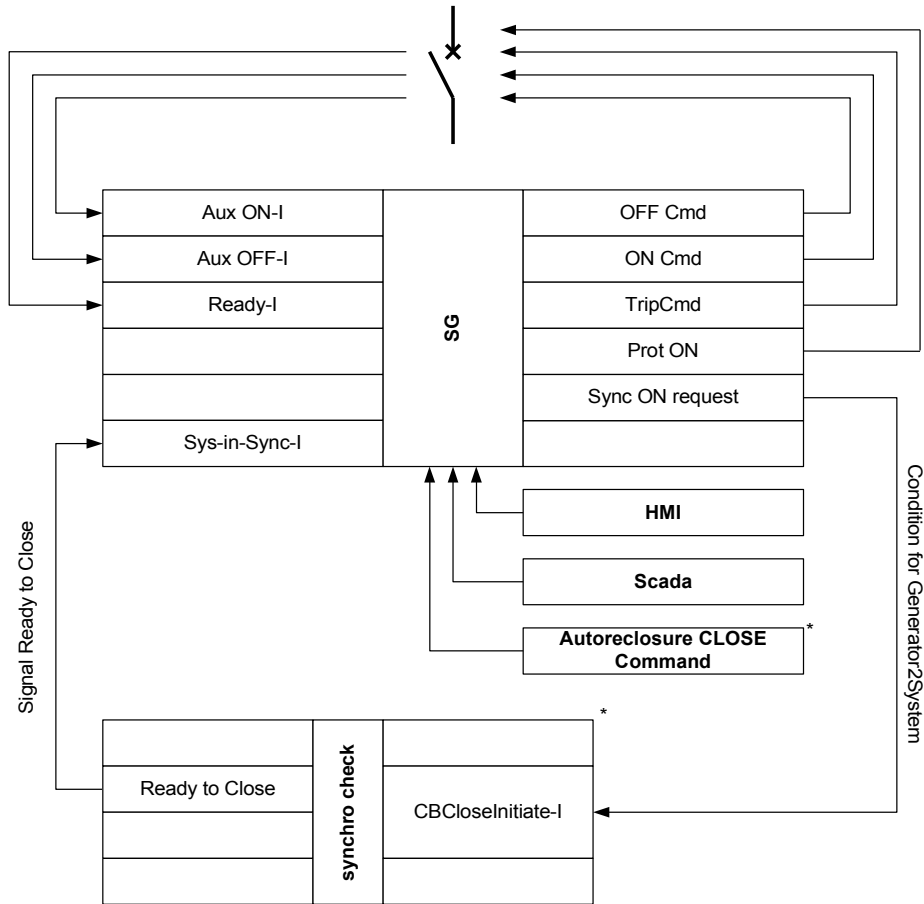 Aux ON-I
OFF Cmd
Aux OFF-I
ON Cmd
Ready-I
SG
TripCmd
Prot ON
Sync ON request
Sys-in-Sync-I
HMI
Scada
Autoreclosure CLOSE
Command
*
Signal Ready to Close
Condition for Generator2System
*
Ready to Close
synchro check
CBCloseInitiate-I